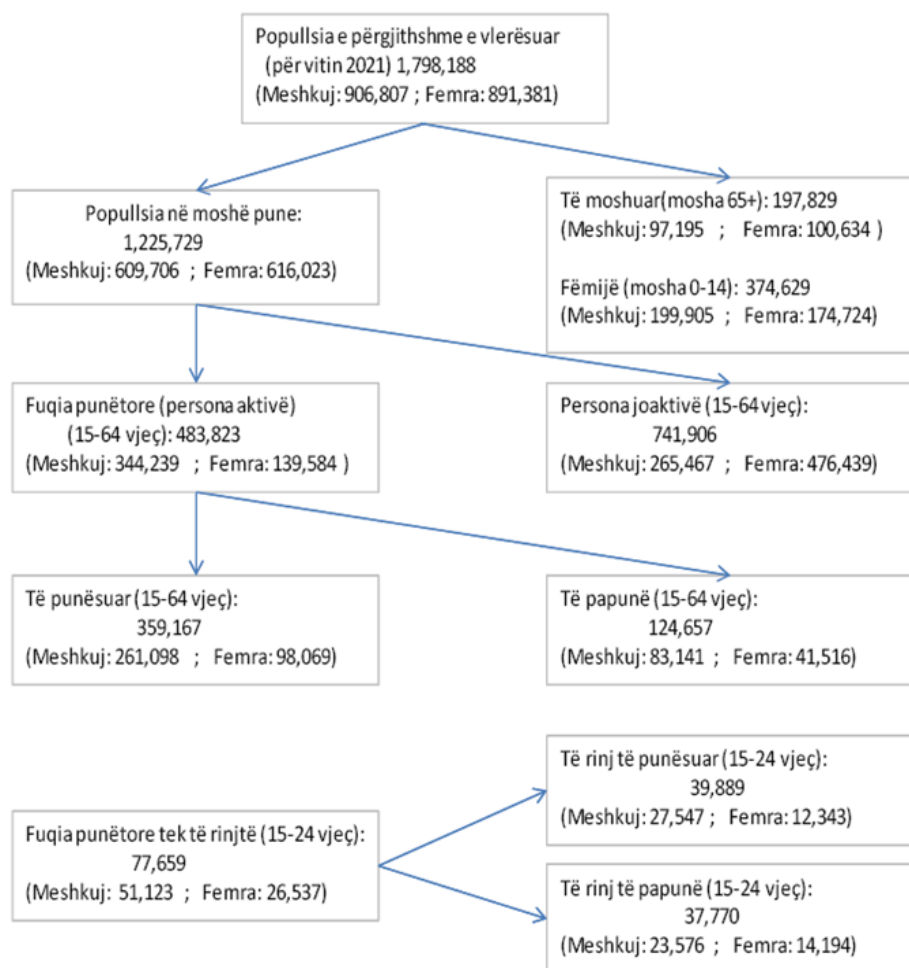 Popullsia e përgjithshme e vlerësuar
(për vitin 2021) 1,798,188
(Meshkuj: 906,807 ; Femra: 891,381)
Popullsia në moshë pune:
1,225,729
(Meshkuj: 609,706 ; Femra: 616,023)
Të moshuar(mosha 65+): 197,829
(Meshkuj: 97,195 ; Femra: 100,634 )
Fëmijë (mosha 0-14): 374,629
(Meshkuj: 199,905 ; Femra: 174,724)
Fuqia punëtore (persona aktivë)
(15-64 vjeç): 483,823
(Meshkuj: 344,239 ; Femra: 139,584 )
Persona joaktivë (15-64 vjeç):
741,906
(Meshkuj: 265,467 ; Femra: 476,439)
Të punësuar (15-64 vjeç):
359,167
(Meshkuj: 261,098 ; Femra: 98,069)
Të papunë (15-64 vjeç):
124,657
(Meshkuj: 83,141 ; Femra: 41,516)
Fuqia punëtore tek të rinjtë (15-24 vjeç):
77,659
(Meshkuj: 51,123 ; Femra: 26,537)
Të rinj të punësuar (15-24 vjeç):
39,889
(Meshkuj: 27,547 ; Femra: 12,343)
Të rinj të papunë (15-24 vjeç):
37,770
(Meshkuj: 23,576 ; Femra: 14,194)